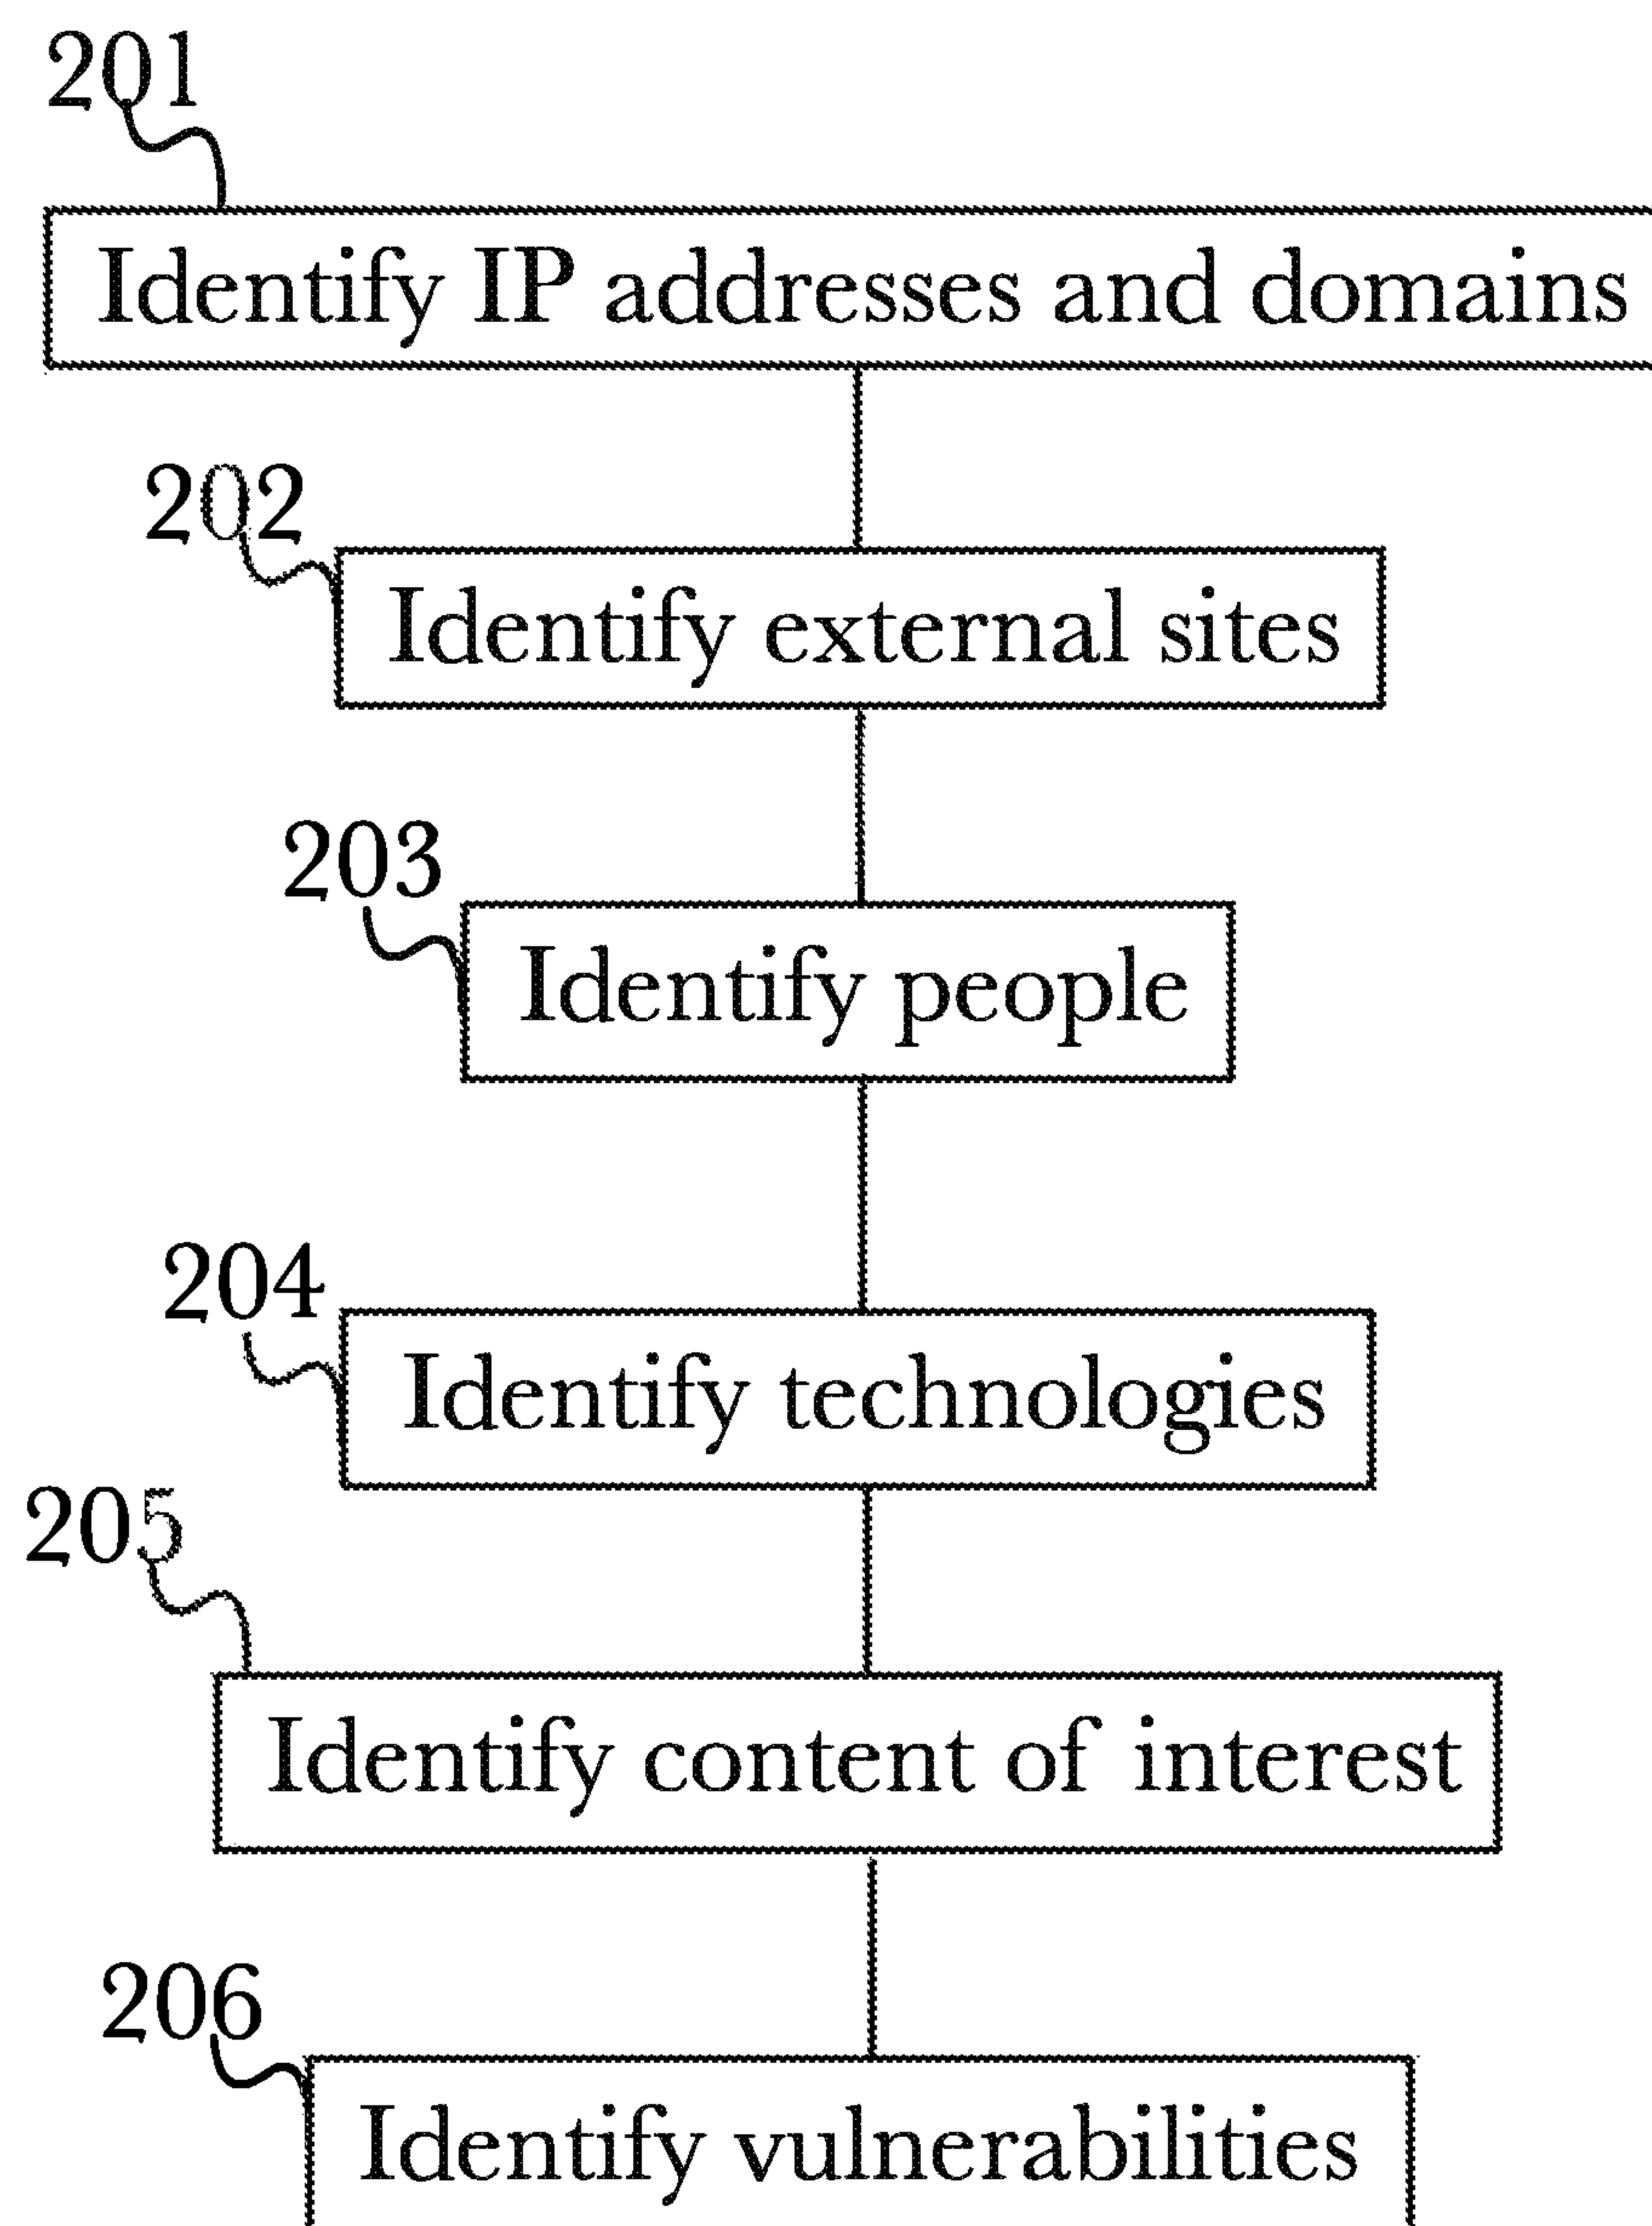 201
Identify IP addresses and domains
202
Identify external sites
203
Identify people
204
Identify technologies
205
Identify content of interest
206
Identify vulnerabilities